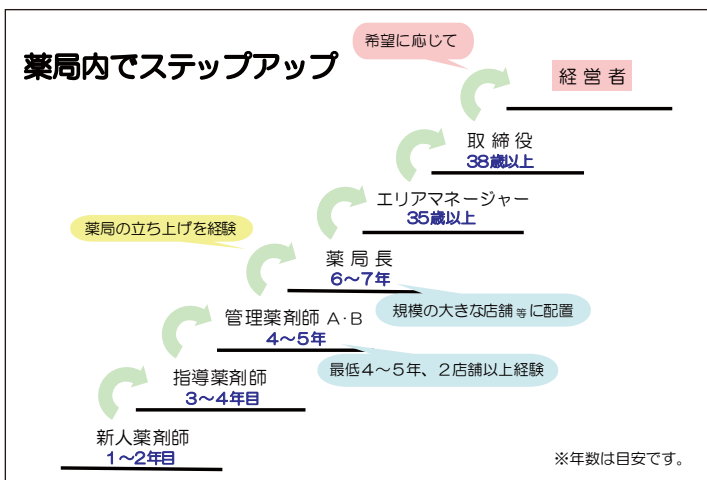 薬局内でステップアップ
希望に応じて
経営者
取締役
38歳以上
エリアマネージャー
35歳以上
薬局の立ち上げを経験
薬局長
6〜7年
規模の大きな店舗等に配置
管理薬剤師 A・B
4〜5年
最低4〜5年、2店舗以上経験
指導薬剤師
3〜4年目
新人薬剤師
1〜2年目
※年数は目安です。